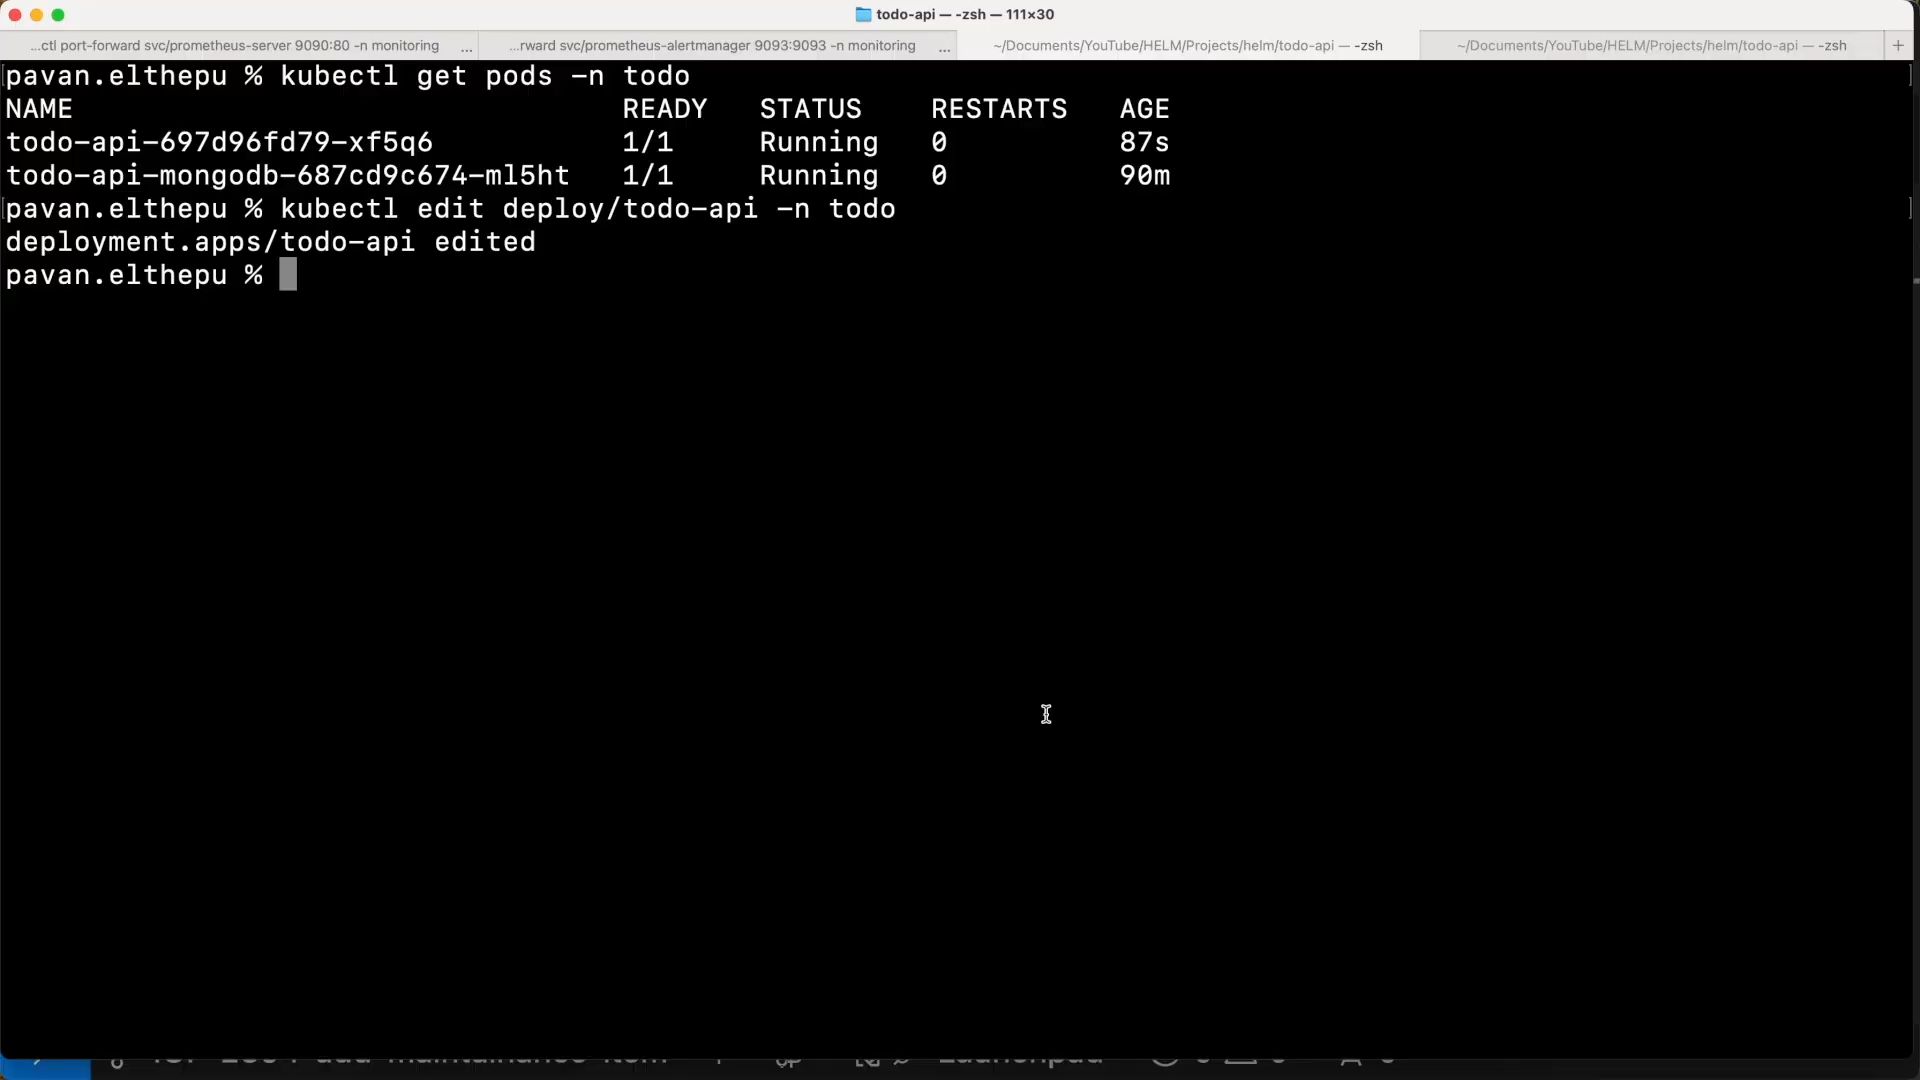 todo-api — -zsh — 111×30
...ctl port-forward svc/prometheus-server 9090:80 -n monitoring ... ...rward svc/prometheus-alertmanager 9093:9093 -n monitoring ... ~/Documents/YouTube/HELM/Projects/helm/todo-api — -zsh ~/Documents/YouTube/HELM/Projects/helm/todo-api — -zsh +
pavan.elthepu % kubectl get pods -n todo
NAME READY STATUS RESTARTS AGE
todo-api-697d96fd79-xf5q6 1/1 Running 0 87s
todo-api-mongodb-687cd9c674-ml5ht 1/1 Running 0 90m
pavan.elthepu % kubectl edit deploy/todo-api -n todo
deployment.apps/todo-api edited
pavan.elthepu %